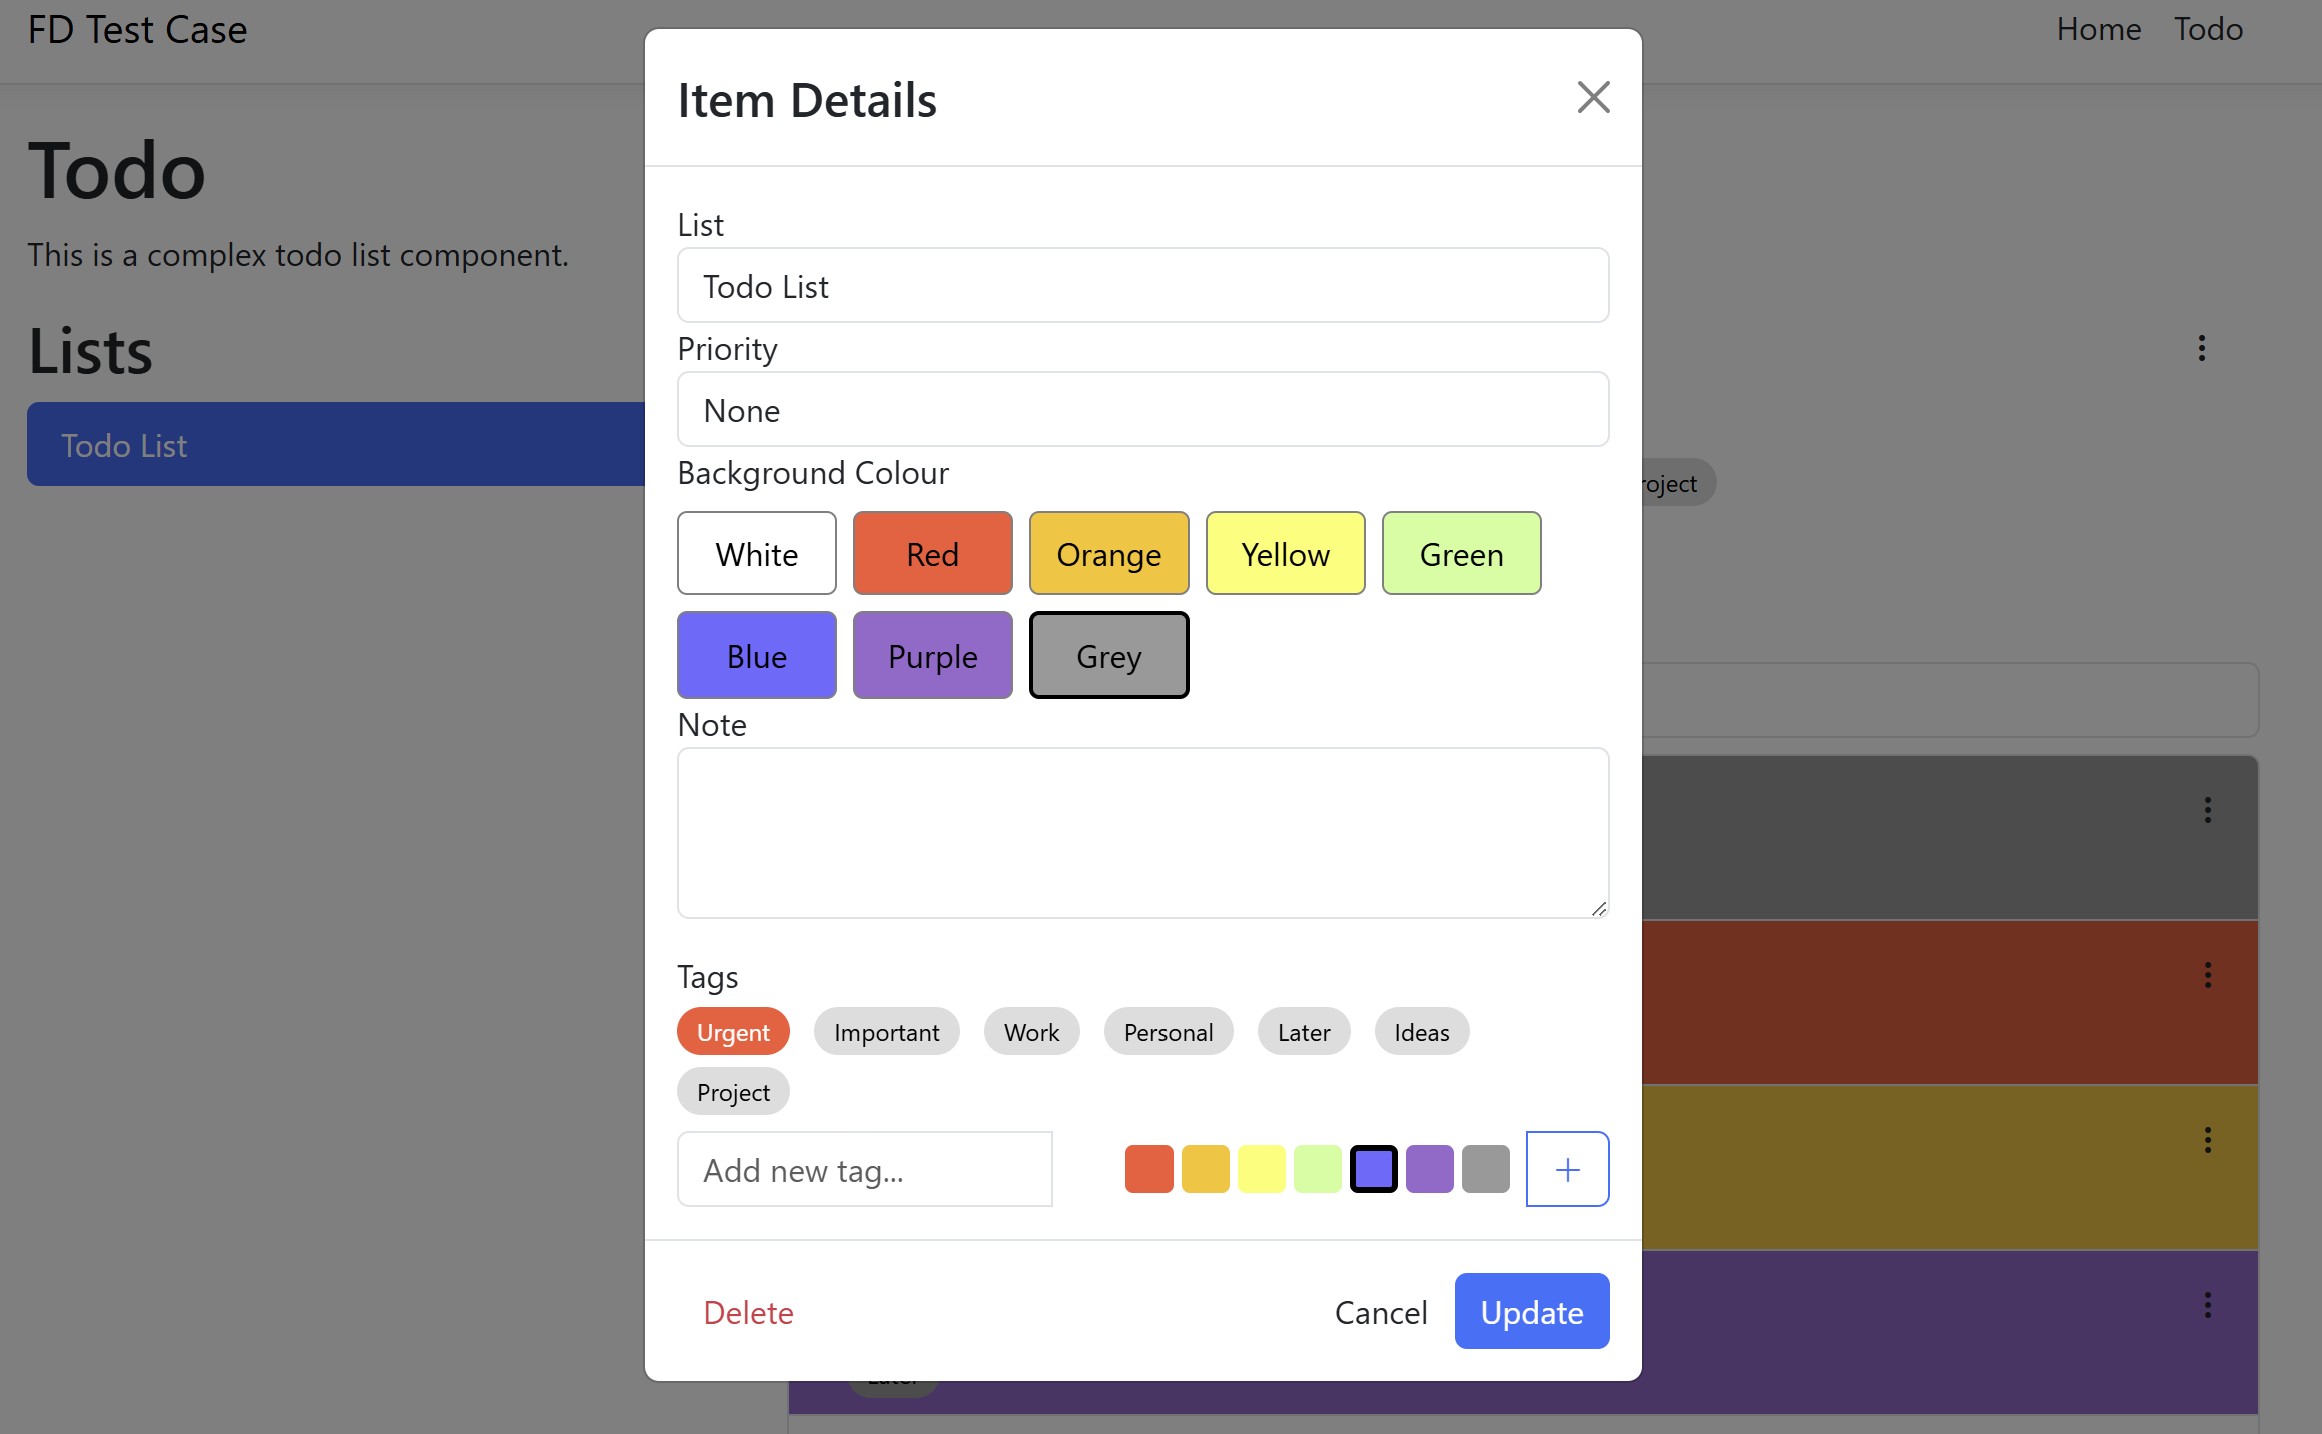 FD Test Case
Home Todo
Todo
This is a complex todo list component.
Lists
Todo List
Item Details
List
Todo List
Priority
None
Background Colour
White Red Orange Yellow Green
Blue Purple Grey
Note
Tags
Urgent Important Work Personal Later Ideas
Project
Add new tag...
Delete Cancel Update